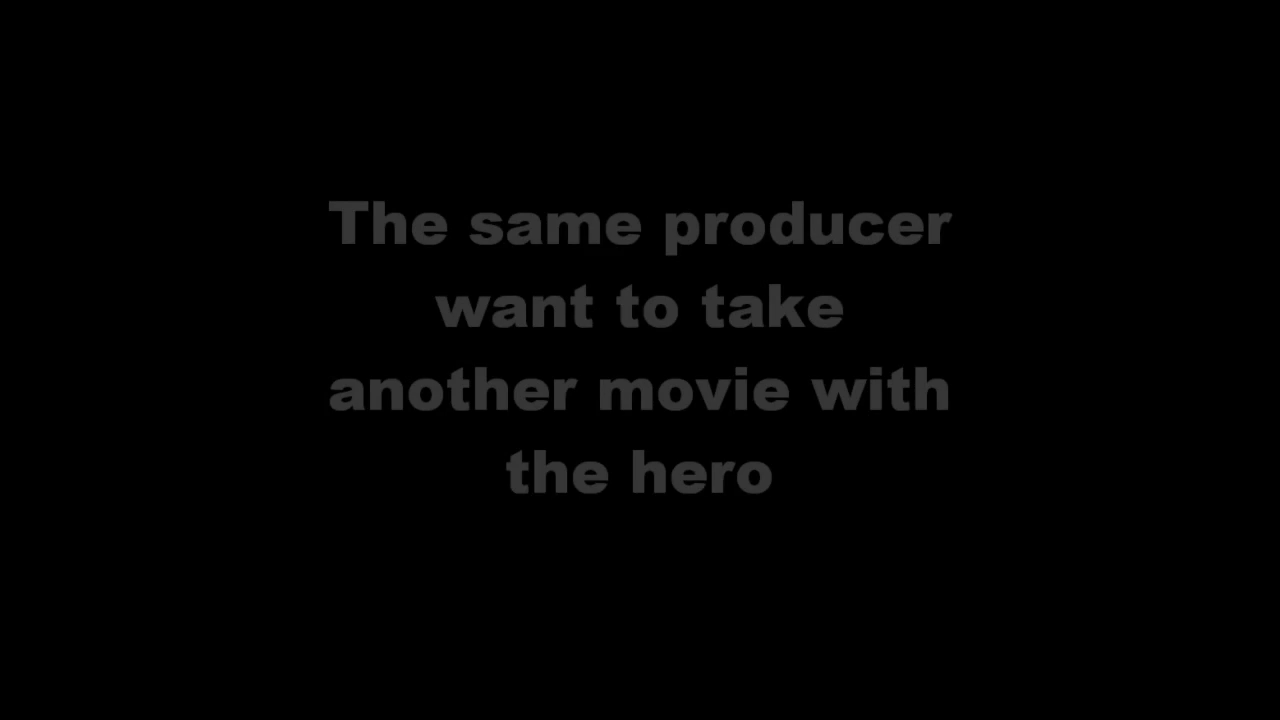 The same producer
want to take
another movie with
the hero